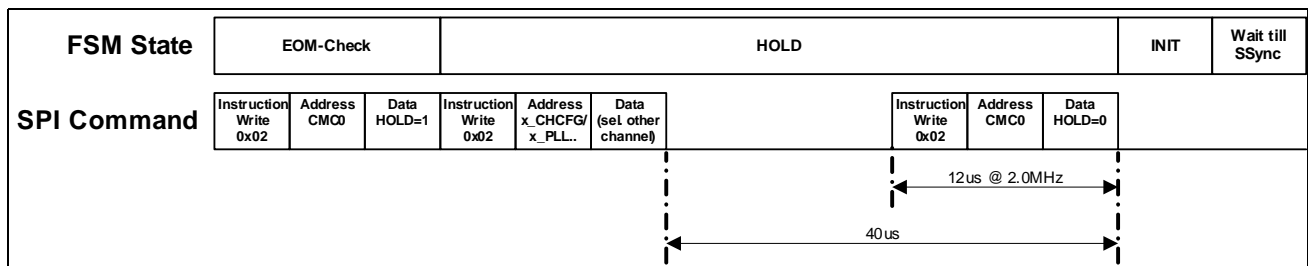 FSM State
EOM-Check
HOLD
INIT
Wait till
SSync
SPI Command
Instruction
Write
0x02
Address
CMC0
Data
HOLD=1
Instruction
Write
0x02
Address
x_CHCFG/
x_PLL..
Data
(sel. other
channel)
Instruction
Write
0x02
Address
CMC0
Data
HOLD=0
12us @ 2.0MHz
40us